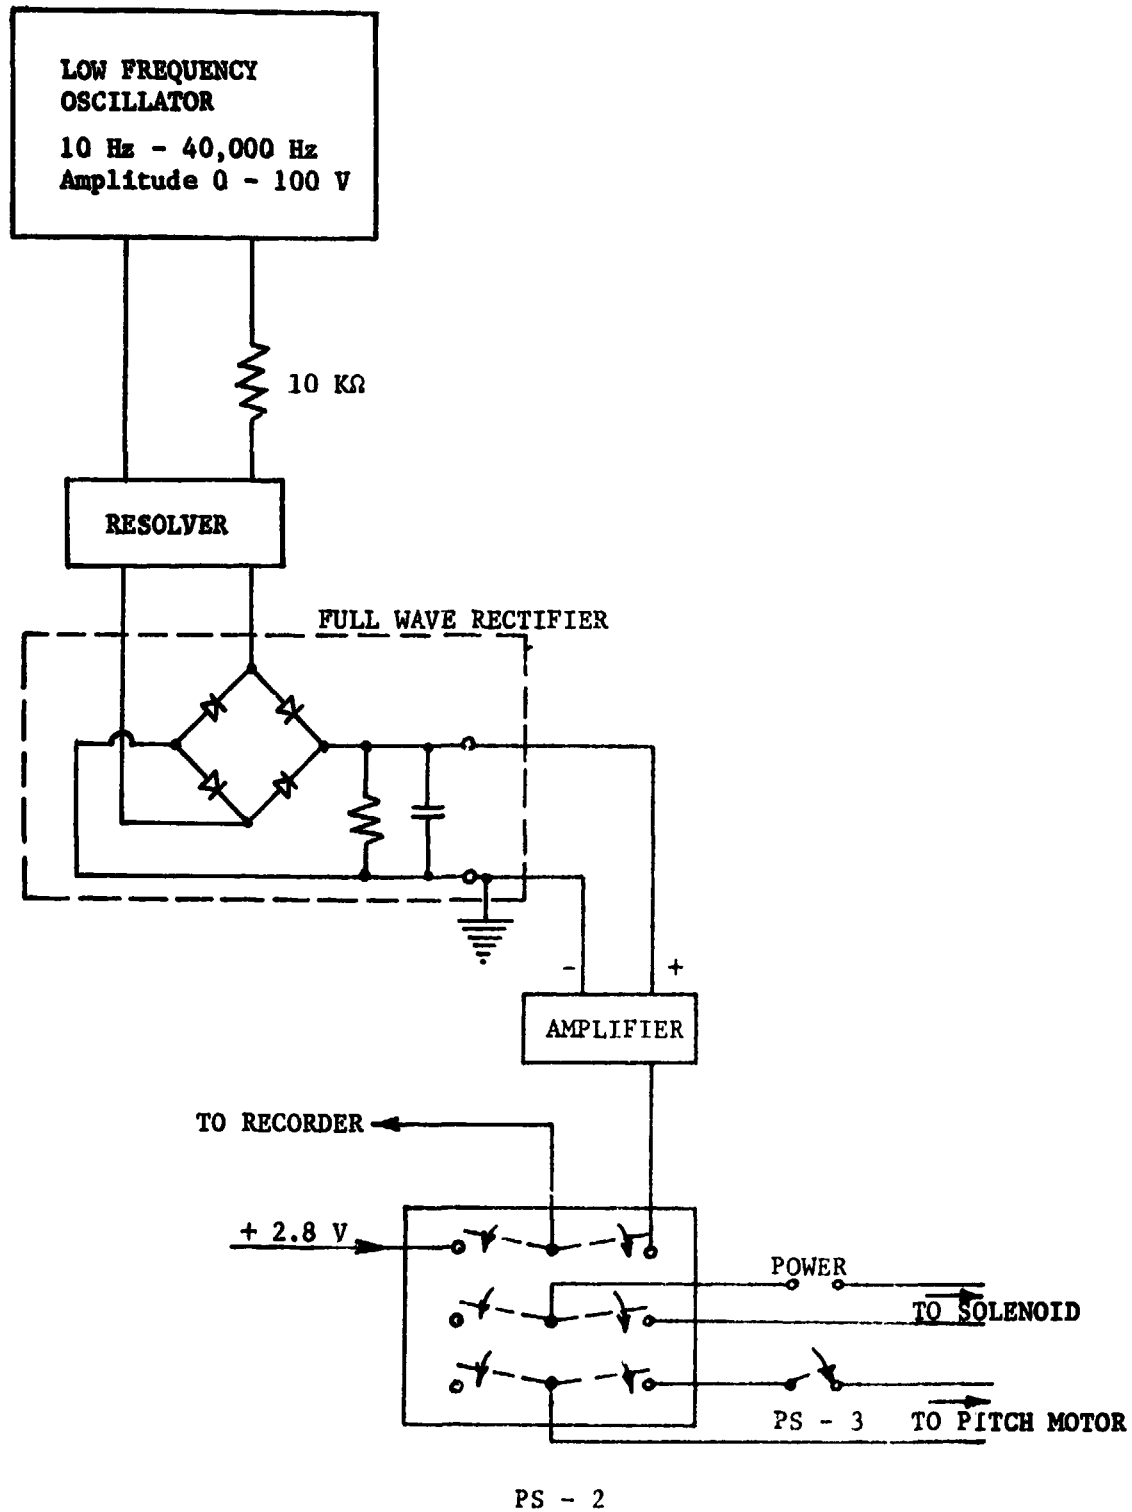 LOW FREQUENCY
OSCILLATOR
10 Hz - 40,000 Hz
Amplitude 0 - 100 V
10 KΩ
RESOLVER
FULL WAVE RECTIFIER
- +
AMPLIFIER
TO RECORDER
+ 2.8 V
POWER
TO SOLENOID
PS - 3
TO PITCH MOTOR
PS - 2